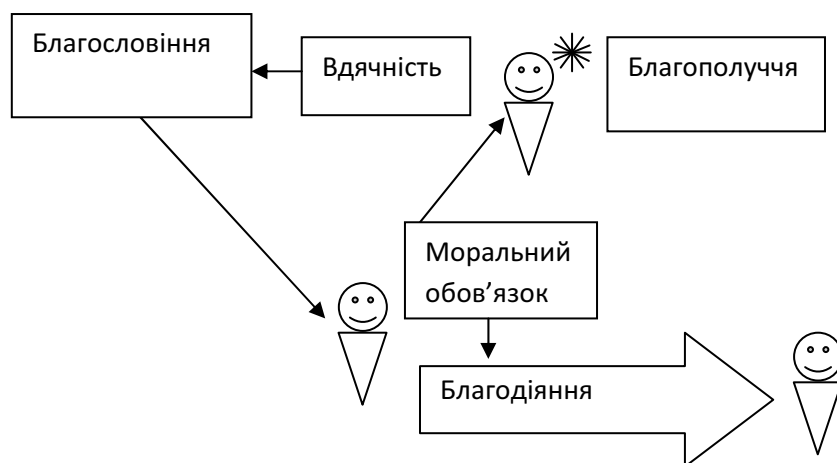 Благословіння
Вдячність
Благополуччя
Моральний
обов’язок
Благодіяння